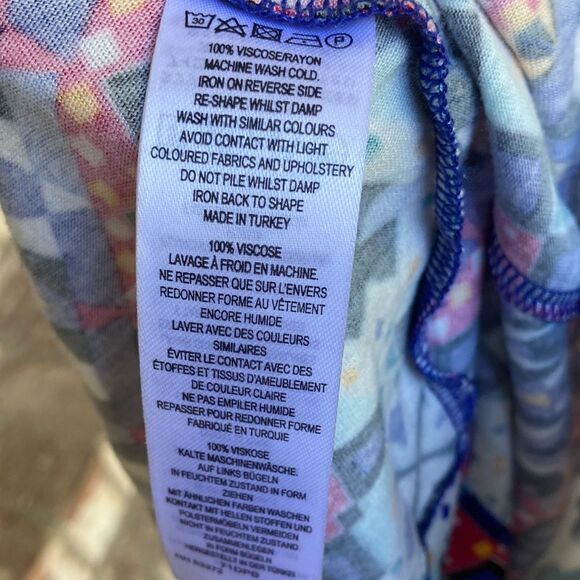 30 P
100% VISCOSE/RAYON
MACHINE WASH COLD.
IRON ON REVERSE SIDE
RE-SHAPE WHILST DAMP
WASH WITH SIMILAR COLOURS
AVOID CONTACT WITH LIGHT
COLOURED FABRICS AND UPHOLSTERY
DO NOT PILE WHILST DAMP
IRON BACK TO SHAPE
MADE IN TURKEY
100% VISCOSE
LAVAGE À FROID EN MACHINE.
NE REPASSER QUE SUR L'ENVERS
REDONNER FORME AU VÊTEMENT
ENCORE HUMIDE
LAVER AVEC DES COULEURS
SIMILAIRES
ÉVITER LE CONTACT AVEC DES
ÉTOFFES ET TISSUS D'AMEUBLEMENT
DE COULEUR CLAIRE
NE PAS EMPILER HUMIDE
REPASSER POUR REDONNER FORME
FABRIQUÉ EN TURQUIE
100% VISKOSE
KALTE MASCHINENWÄSCHE.
AUF LINKS BÜGELN
IN FEUCHTEM ZUSTAND IN FORM
ZIEHEN
MIT ÄHNLICHEN FARBEN WASCHEN
KONTAKT MIT HELLEN STOFFEN UND
POLSTERMÖBELN VERMEIDEN
NICHT IN FEUCHTEM ZUSTAND
ZUSAMMENLEGEN
IN FORM BÜGELN
HERGESTELLT IN DER TÜRKEI